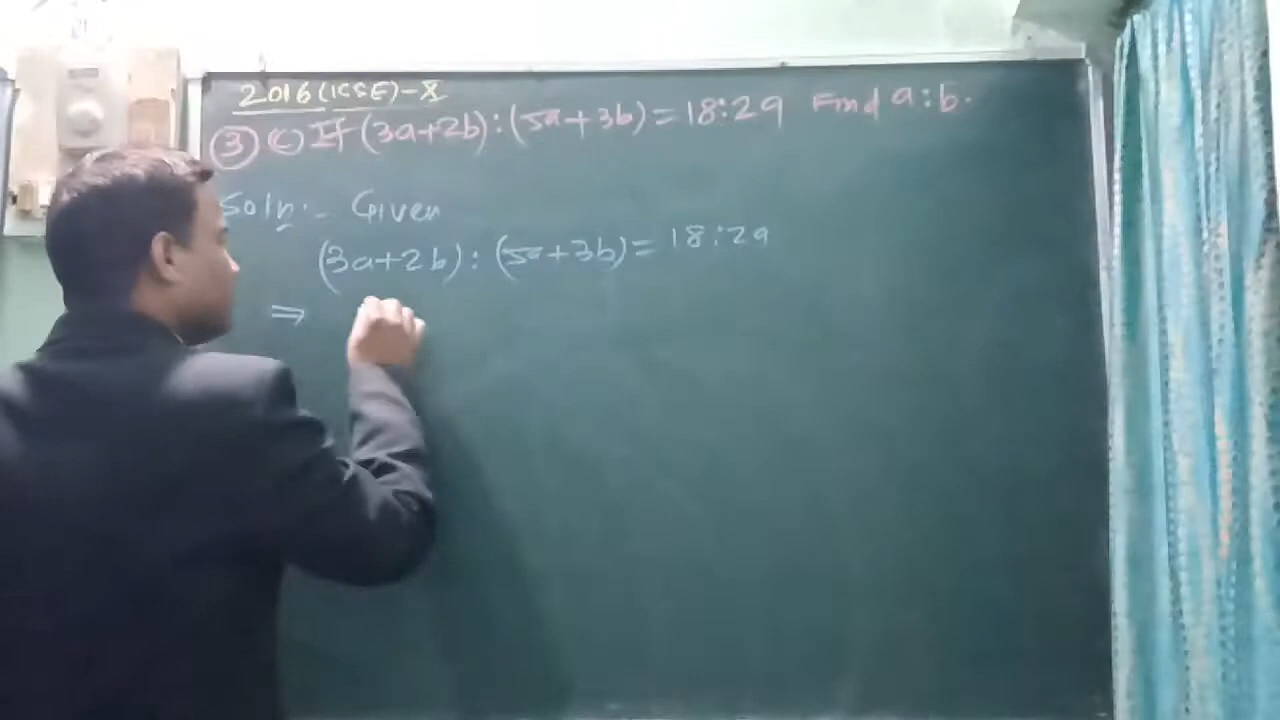 2016 (ICSE)-X
③ (c) If (3a+2b):(5a+3b)=18:29 Find a:b.
Soln:- Given
(3a+2b):(5a+3b)=18:29
⇒